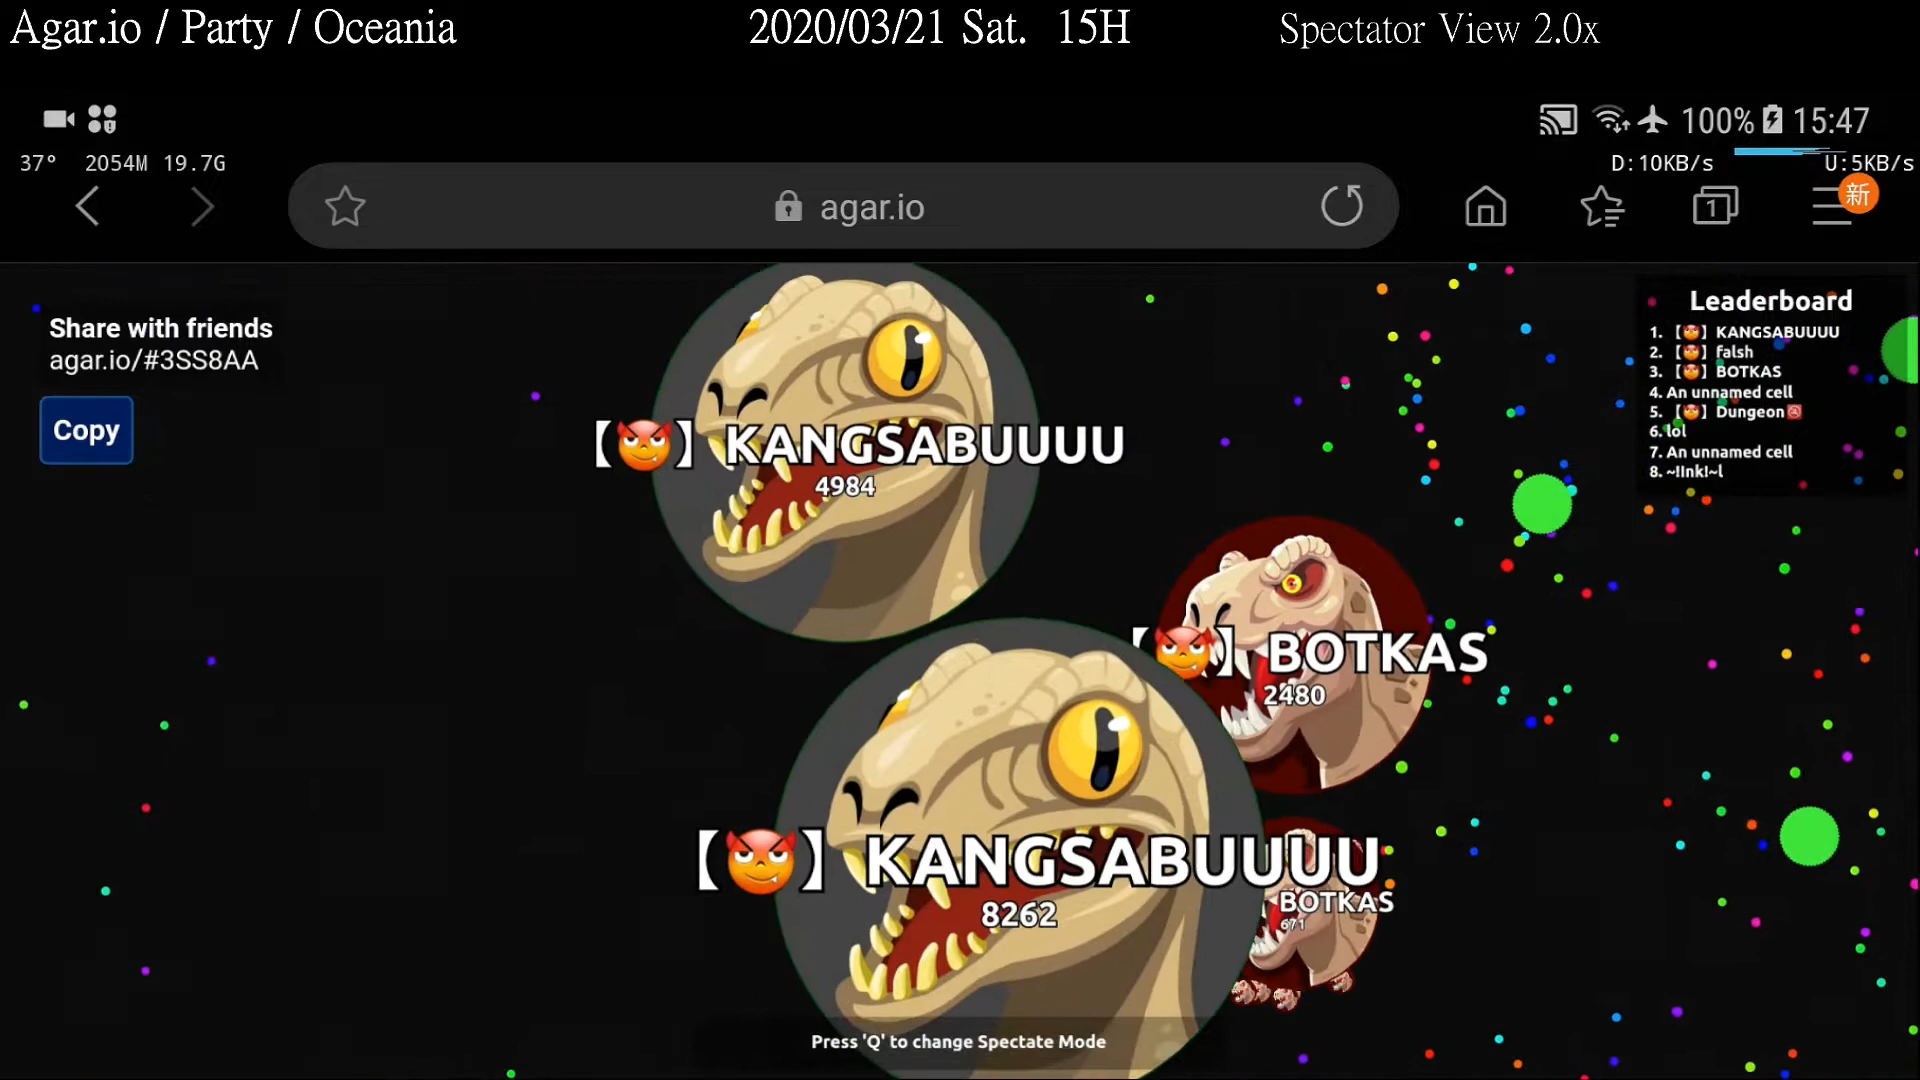 Agar.io / Party / Oceania
2020/03/21 Sat. 15H
Spectator View 2.0x
100% 15:47
37° 2054M 19.7G
D:10KB/s U:5KB/s
agar.io
1
新
Share with friends
agar.io/#3SS8AA
Copy
Leaderboard
1. 【😈】 KANGSABUUUU
2. 【😈】 falsh
3. 【😈】 BOTKAS
4. An unnamed cell
5. 【😈】 Dungeon
6. lol
7. An unnamed cell
8. ~!Ink!~l
【😈】 KANGSABUUUU
4984
【😈】 BOTKAS
2480
【😈】 KANGSABUUUU
8262
BOTKAS
671
Press 'Q' to change Spectate Mode